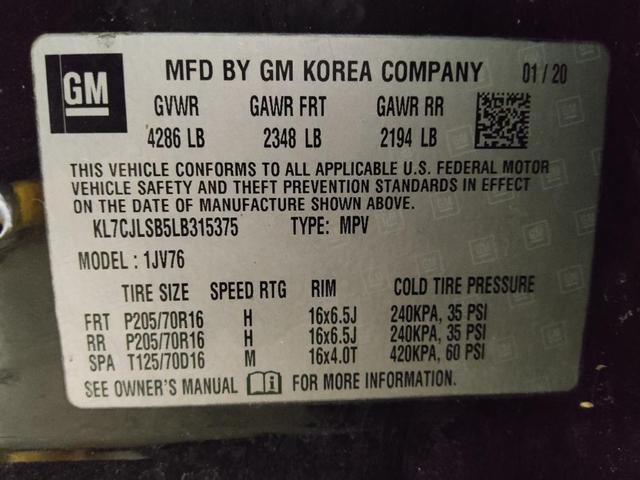 GM MFD BY GM KOREA COMPANY 01/20
GVWR GAWR FRT GAWR RR
4286 LB 2348 LB 2194 LB
THIS VEHICLE CONFORMS TO ALL APPLICABLE U.S. FEDERAL MOTOR
VEHICLE SAFETY AND THEFT PREVENTION STANDARDS IN EFFECT
ON THE DATE OF MANUFACTURE SHOWN ABOVE.
KL7CJLSB5LB315375 TYPE: MPV
MODEL : 1JV76
TIRE SIZE SPEED RTG RIM COLD TIRE PRESSURE
FRT P205/70R16 H 16x6.5J 240KPA, 35 PSI
RR P205/70R16 H 16x6.5J 240KPA, 35 PSI
SPA T125/70D16 M 16x4.0T 420KPA, 60 PSI
SEE OWNER'S MANUAL FOR MORE INFORMATION.